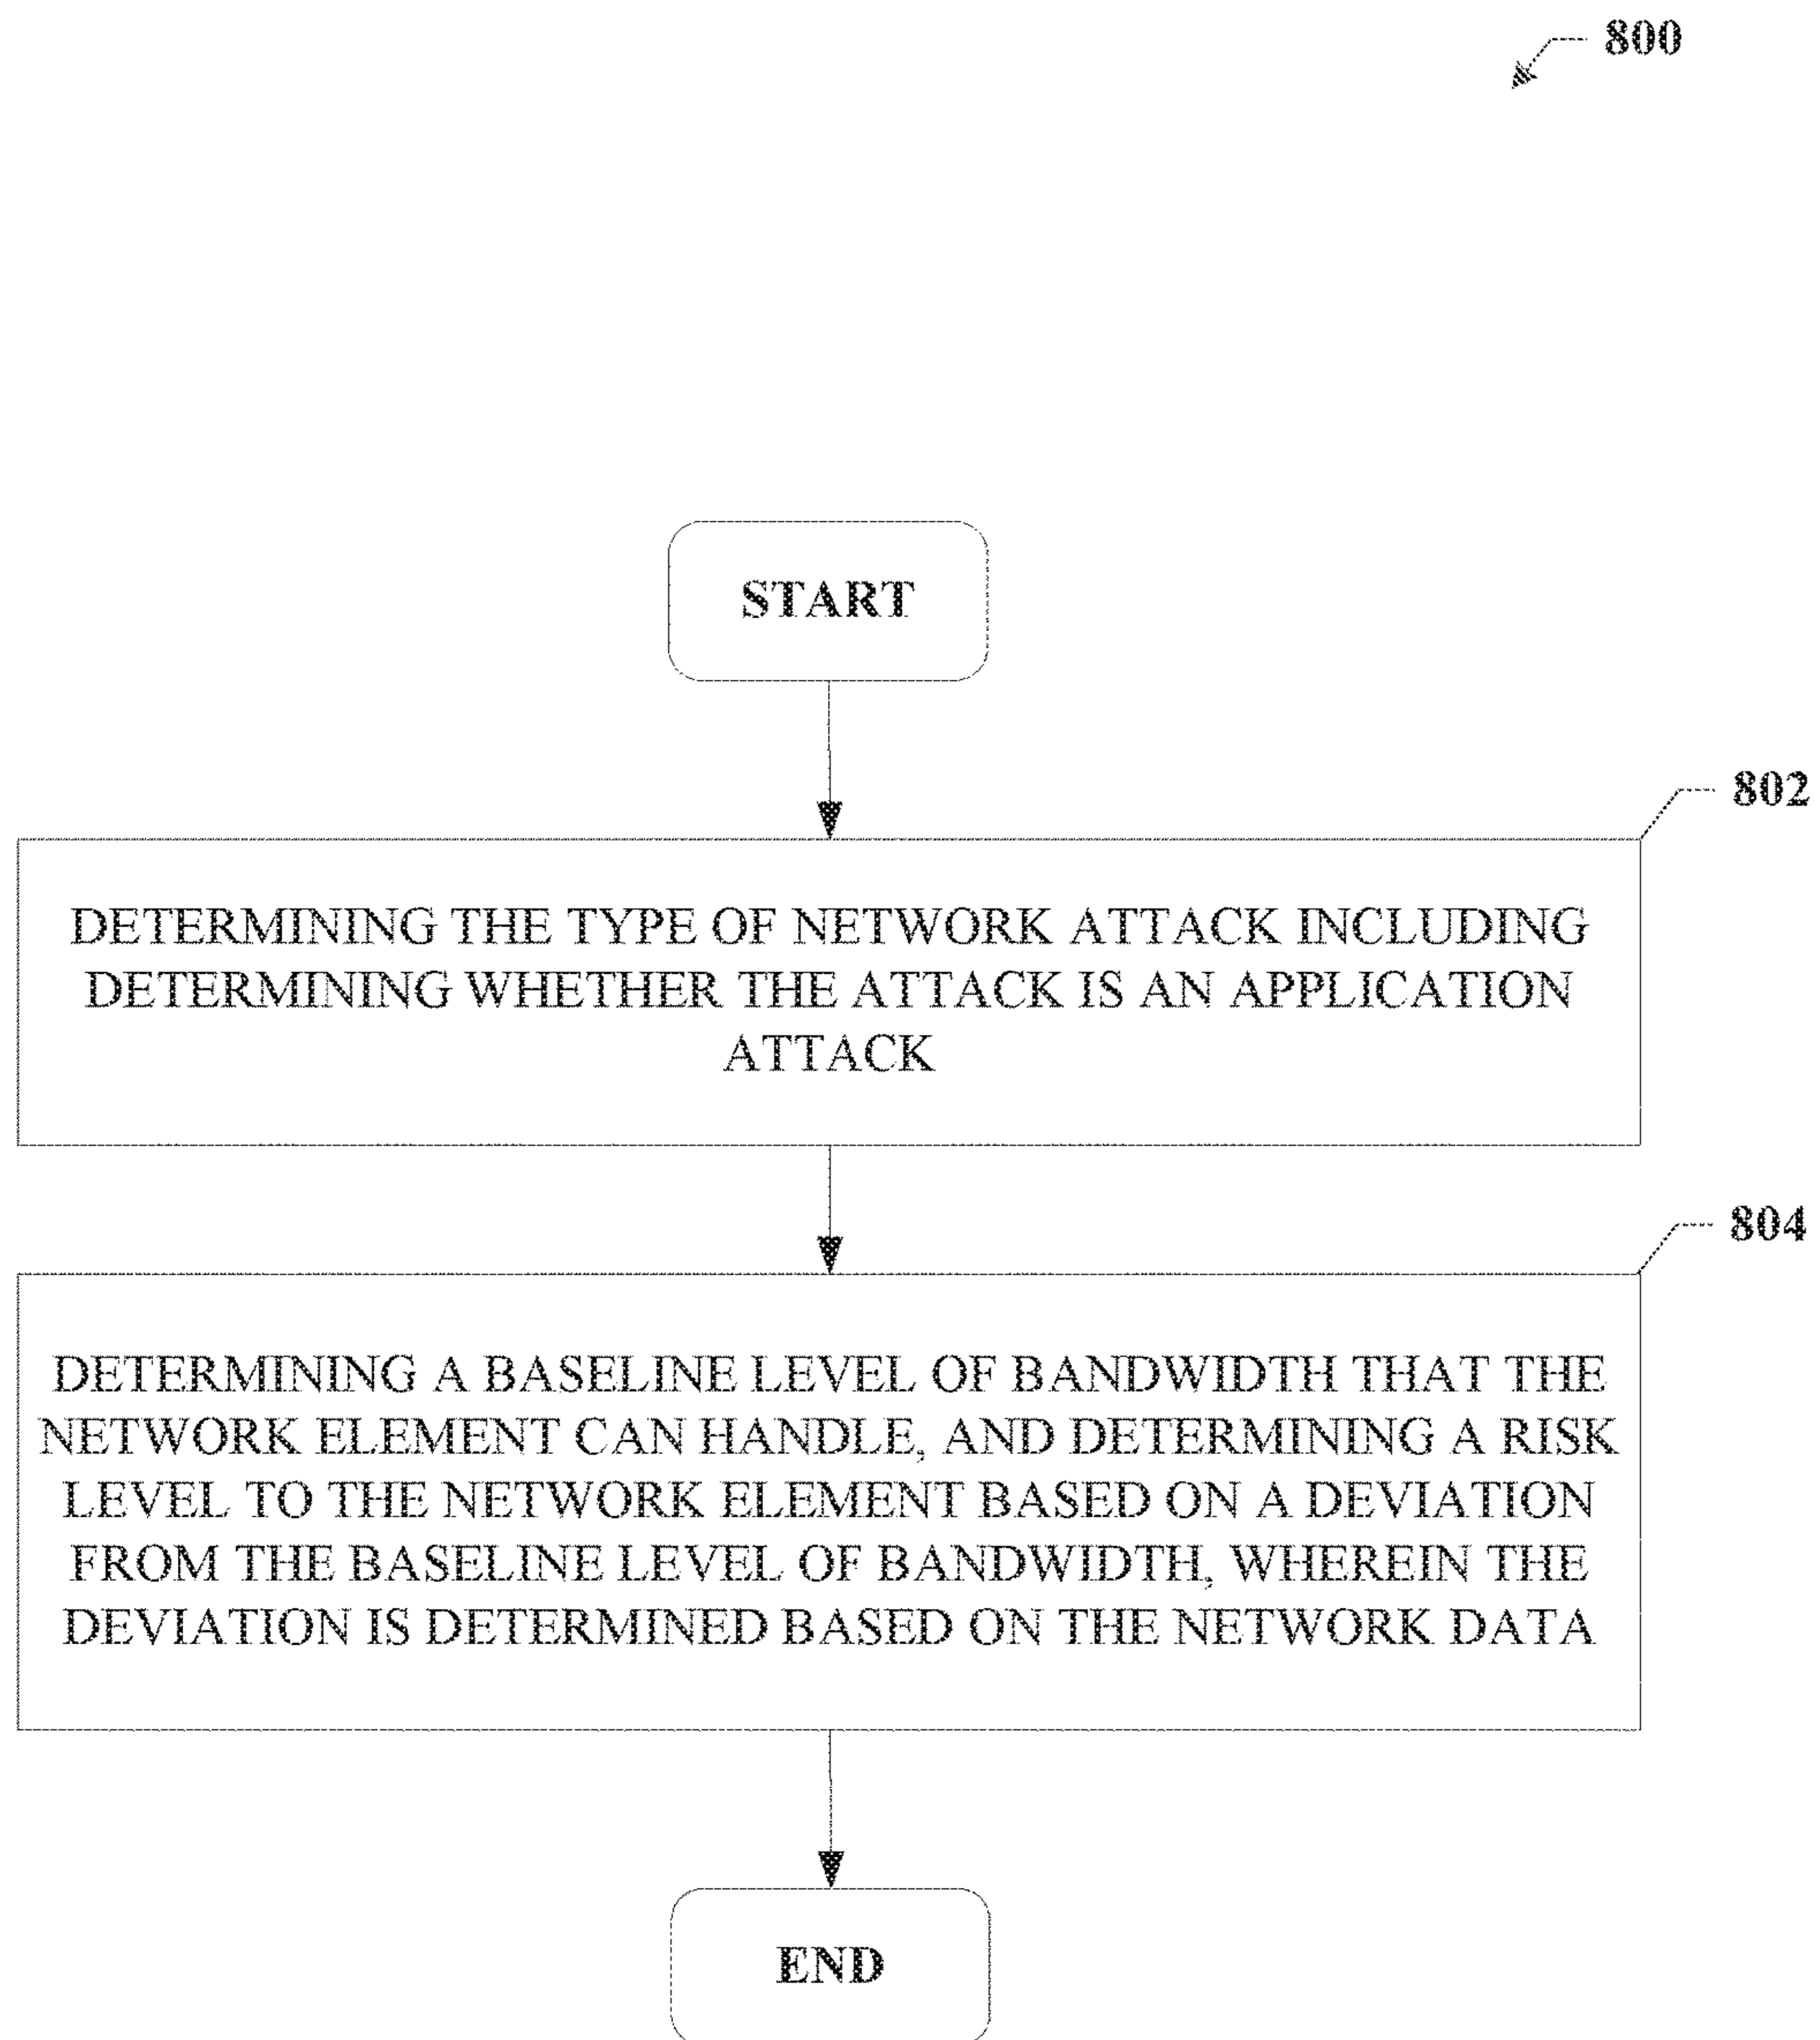 800
START
802
DETERMINING THE TYPE OF NETWORK ATTACK INCLUDING
DETERMINING WHETHER THE ATTACK IS AN APPLICATION
ATTACK
804
DETERMINING A BASELINE LEVEL OF BANDWIDTH THAT THE
NETWORK ELEMENT CAN HANDLE, AND DETERMINING A RISK
LEVEL TO THE NETWORK ELEMENT BASED ON A DEVIATION
FROM THE BASELINE LEVEL OF BANDWIDTH, WHEREIN THE
DEVIATION IS DETERMINED BASED ON THE NETWORK DATA
END